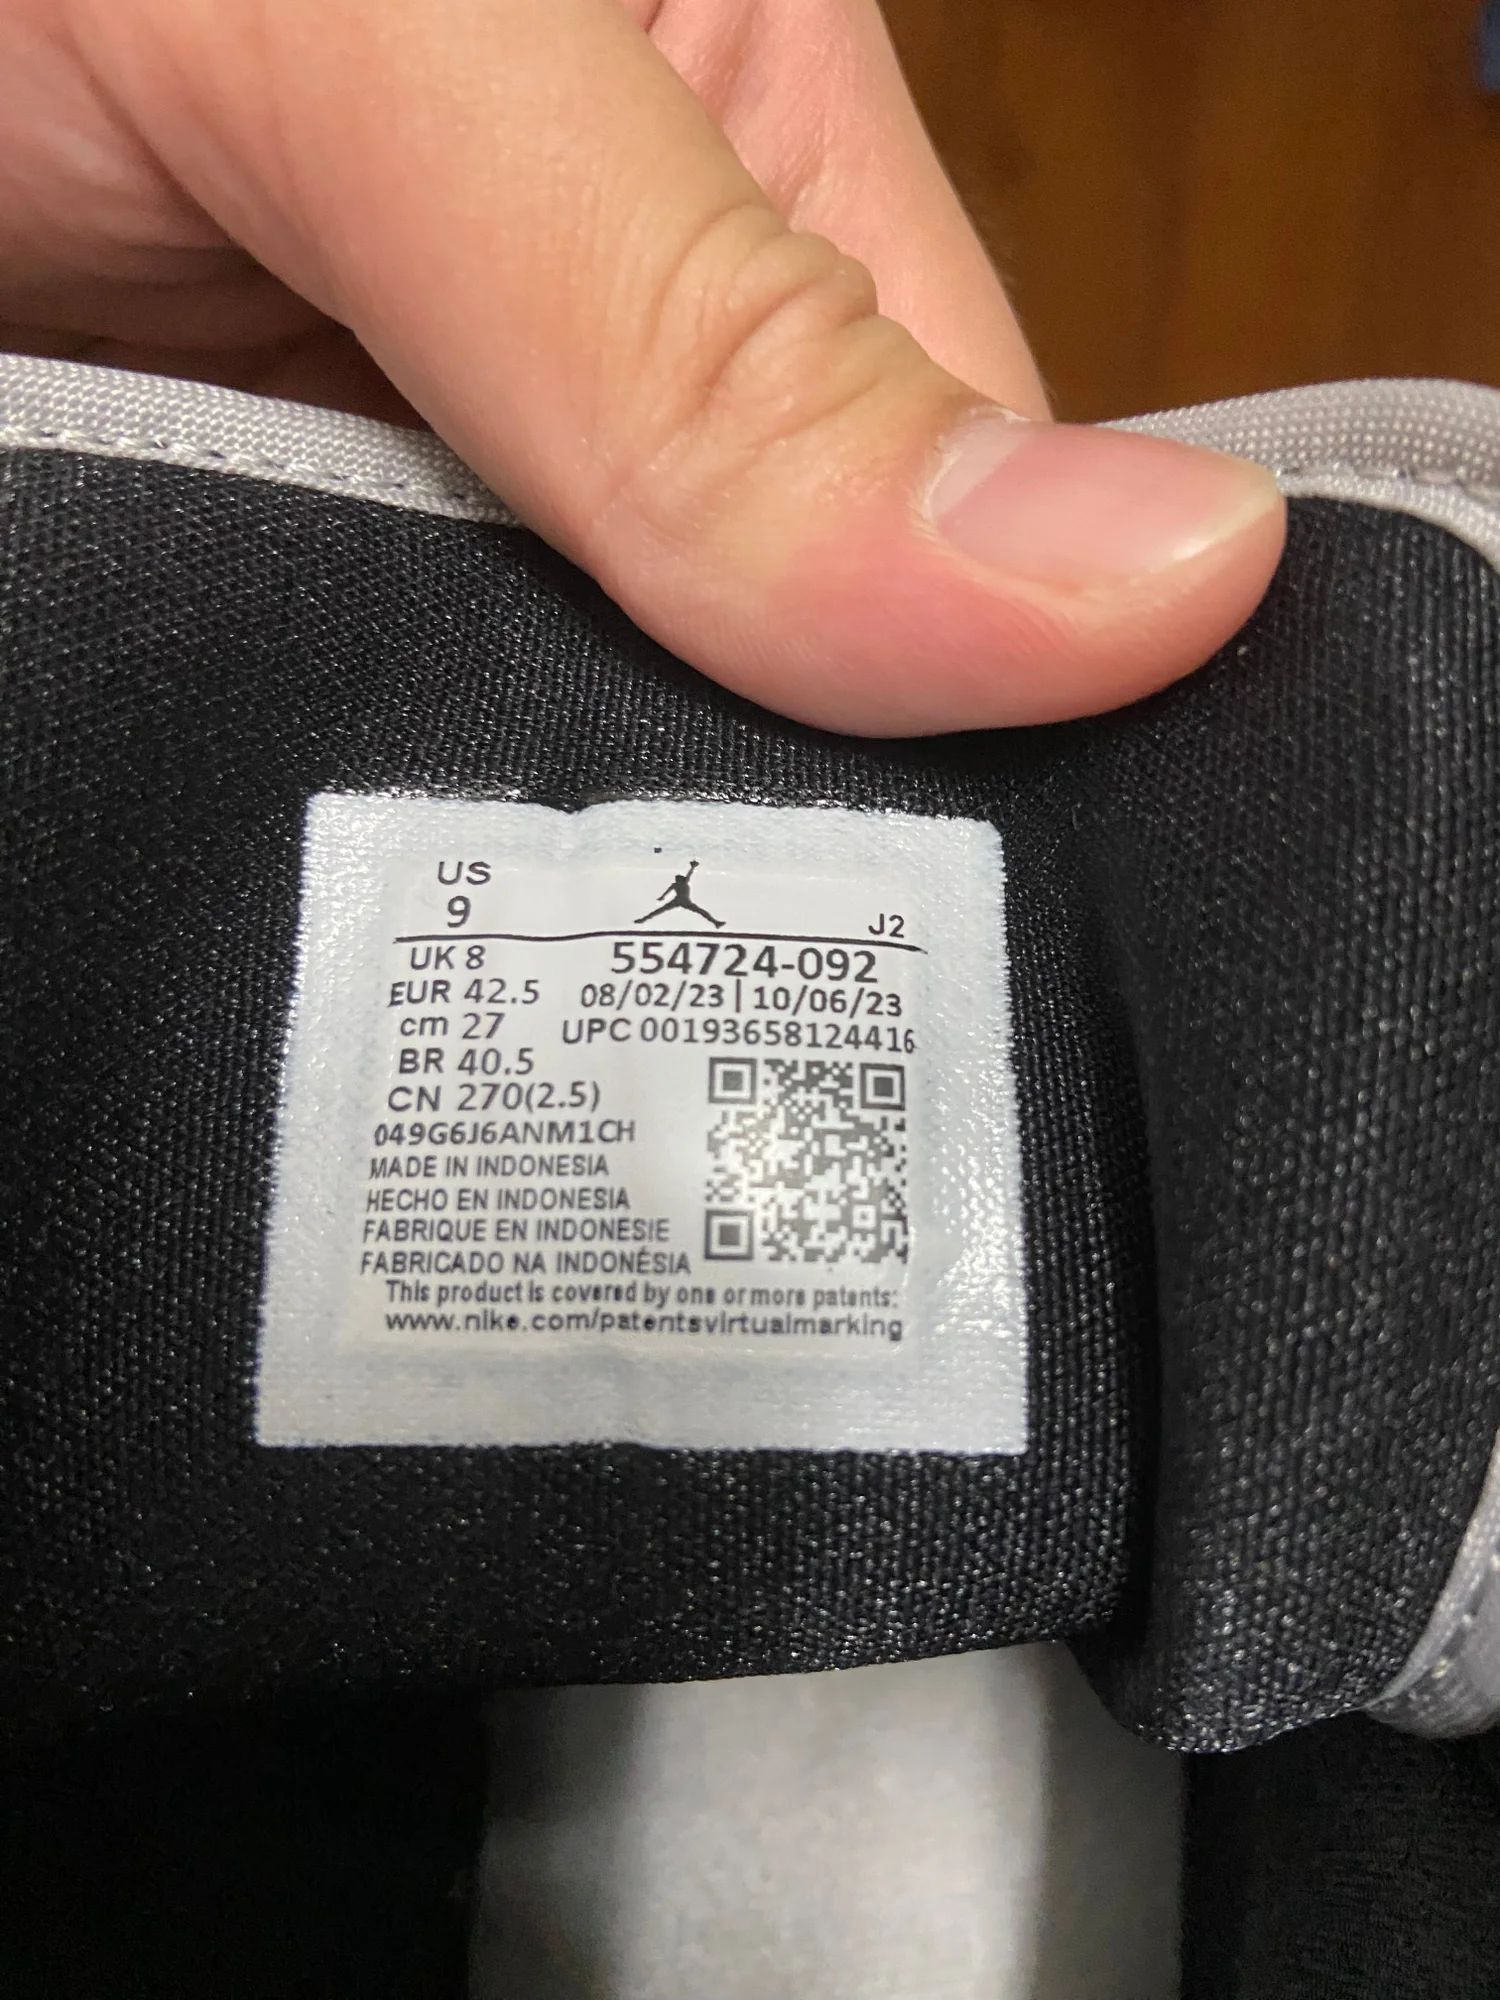 US
9
J2
UK 8
554724-092
EUR 42.5
08/02/23 | 10/06/23
cm 27
UPC 00193658124416
BR 40.5
CN 270(2.5)
049G6J6ANM1CH
MADE IN INDONESIA
HECHO EN INDONESIA
FABRIQUE EN INDONESIE
FABRICADO NA INDONÉSIA
This product is covered by one or more patents:
www.nike.com/patentsvirtualmarking